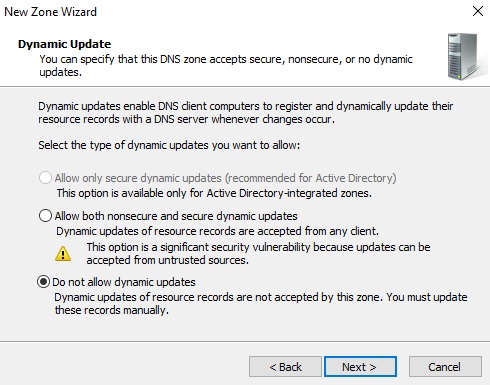 New Zone Wizard
Dynamic Update
You can specify that this DNS zone accepts secure, nonsecure, or no dynamic
updates.
Dynamic updates enable DNS client computers to register and dynamically update their
resource records with a DNS server whenever changes occur.
Select the type of dynamic updates you want to allow:
Allow only secure dynamic updates (recommended for Active Directory)
This option is available only for Active Directory-integrated zones.
Allow both nonsecure and secure dynamic updates
Dynamic updates of resource records are accepted from any client.
This option is a significant security vulnerability because updates can be
accepted from untrusted sources.
Do not allow dynamic updates
Dynamic updates of resource records are not accepted by this zone. You must update
these records manually.
< Back
Next >
Cancel